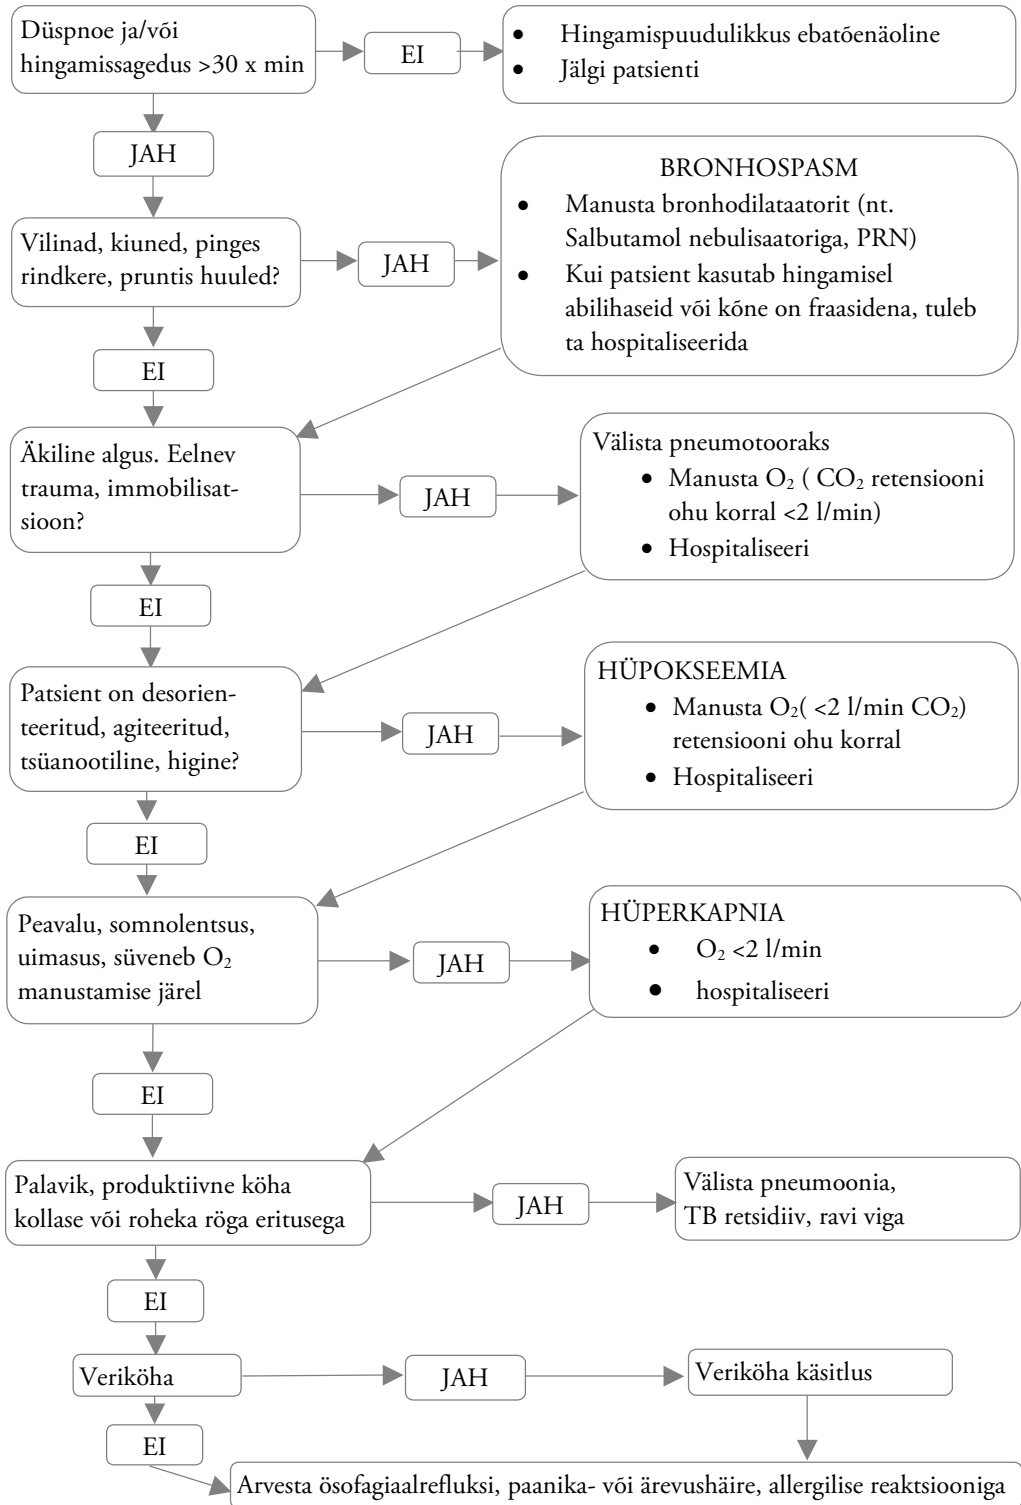 Düspnoe ja/või
hingamissagedus >30 x min
EI
• Hingamispuudulikkus ebatóenäoline
• Jälgi patsienti
JAH
Vilinad, kiuned, pinges
rindkere, pruntis huuled?
JAH
BRONHOSPASM
• Manusta bronhodilataatorit (nt.
Salbutamol nebulisaatoriga, PRN)
• Kui patsient kasutab hingamisel
abilihaseid või kõne on fraasidena, tuleb
ta hospitaliseerida
EI
Äkiline algus. Eelnev
trauma, immobilisat-
sioon?
JAH
Välista pneumotooraks
• Manusta O₂ ( CO₂ retensiooni
ohu korral <2 l/min)
• Hospitaliseeri
EI
Patsient on desorien-
teeritud, agiteeritud,
tsüanootiline, higine?
JAH
HÜPOKSEEMIA
• Manusta O₂( <2 l/min CO₂)
retensiooni ohu korral
• Hospitaliseeri
EI
Peavalu, somnolentsus,
uimasus, süveneb O₂
manustamise järel
JAH
HÜPERKAPNIA
• O₂ <2 l/min
• hospitaliseeri
EI
Palavik, produktiivne köha
kollase või roheka röga eritusega
JAH
Välista pneumoonia,
TB retsidiiv, ravi viga
EI
Veriköha
JAH
Veriköha käsitlus
EI
Arvesta ösofagiaalrefluksi, paanika- või ärevushäire, allergilise reaktsiooniga